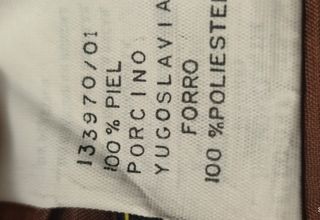 133970/01
100% PIEL
PORCINO
YUGOSLAVIA
FORRO
100 %POLIESTER